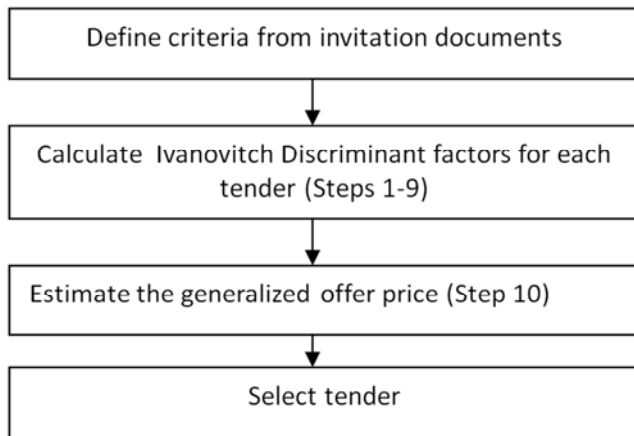 Define criteria from invitation documents
Calculate Ivanovitch Discriminant factors for each
tender (Steps 1-9)
Estimate the generalized offer price (Step 10)
Select tender